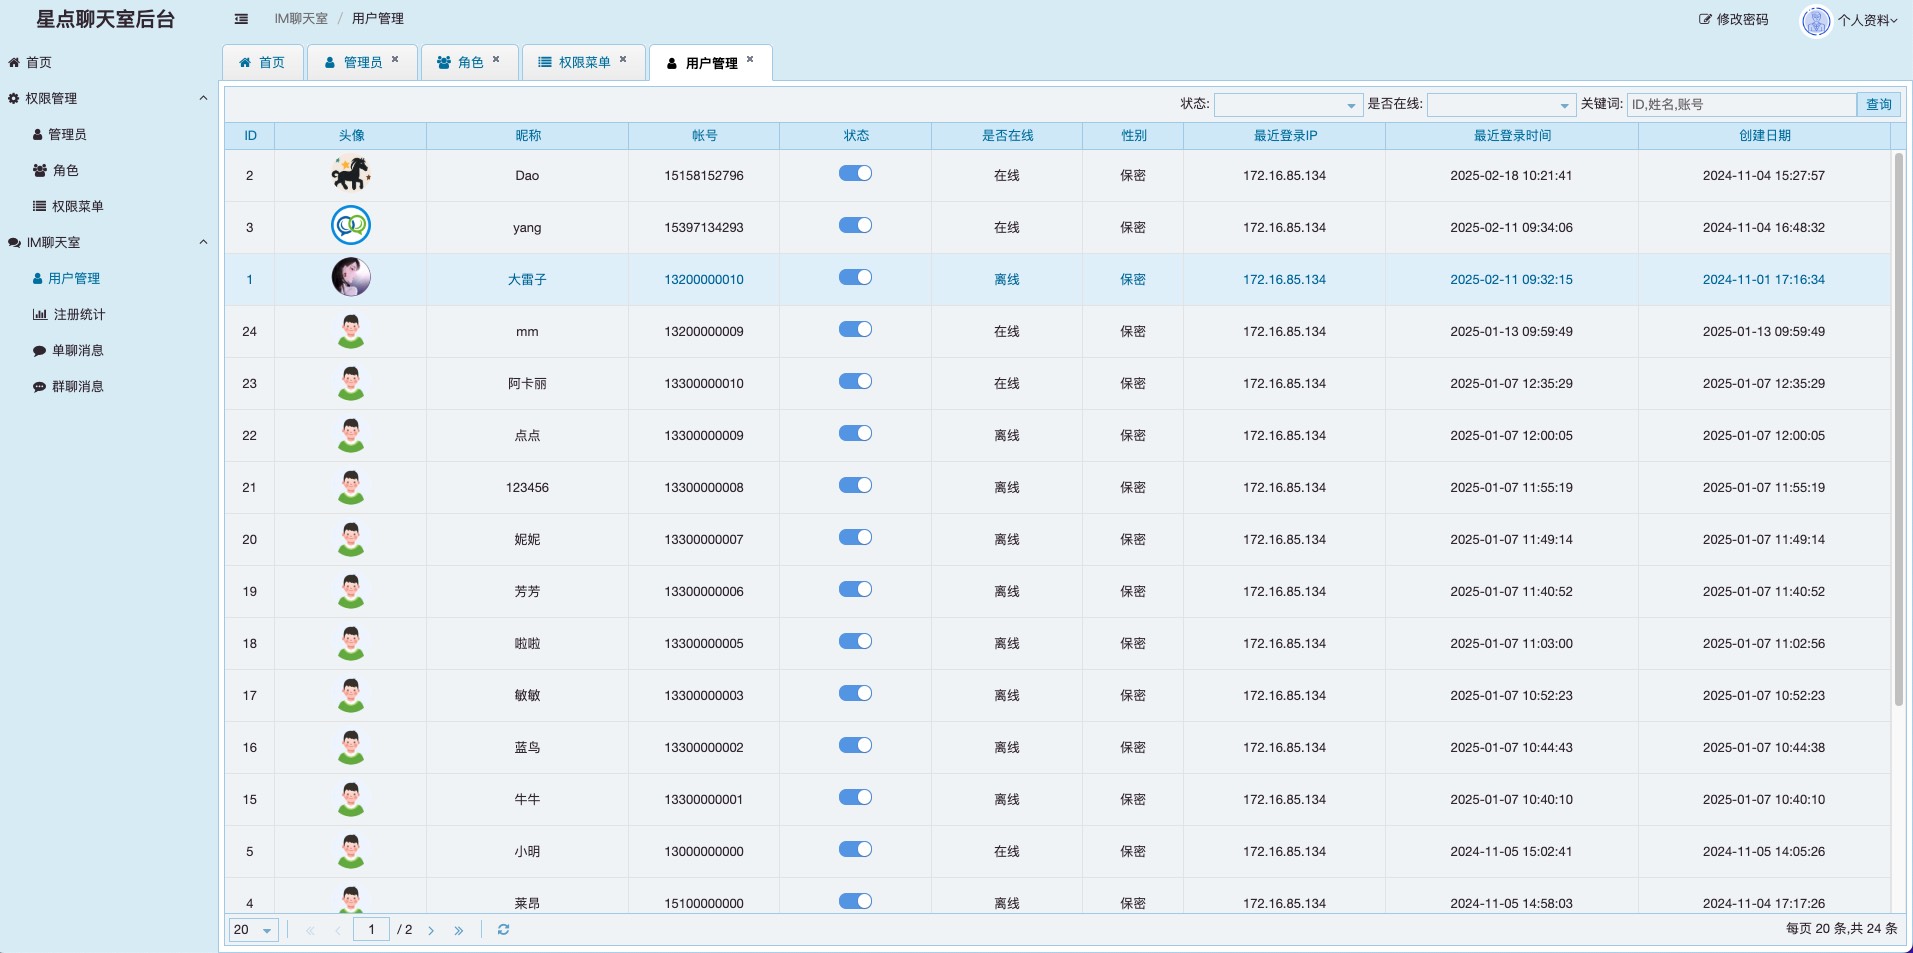 星点聊天室后台
IM聊天室 / 用户管理
修改密码
个人资料
首页
权限管理
管理员
角色
权限菜单
IM聊天室
用户管理
注册统计
单聊消息
群聊消息
首页 管理员 角色 权限菜单 用户管理
状态: 是否在线: 关键词: ID,姓名,账号 查询
ID 头像 昵称 帐号 状态 是否在线 性别 最近登录IP 最近登录时间 创建日期
2 Dao 15158152796 在线 保密 172.16.85.134 2025-02-18 10:21:41 2024-11-04 15:27:57
3 yang 15397134293 在线 保密 172.16.85.134 2025-02-11 09:34:06 2024-11-04 16:48:32
1 大雷子 13200000010 离线 保密 172.16.85.134 2025-02-11 09:32:15 2024-11-01 17:16:34
24 mm 13200000009 在线 保密 172.16.85.134 2025-01-13 09:59:49 2025-01-13 09:59:49
23 阿卡丽 13300000010 在线 保密 172.16.85.134 2025-01-07 12:35:29 2025-01-07 12:35:29
22 点点 13300000009 离线 保密 172.16.85.134 2025-01-07 12:00:05 2025-01-07 12:00:05
21 123456 13300000008 离线 保密 172.16.85.134 2025-01-07 11:55:19 2025-01-07 11:55:19
20 妮妮 13300000007 离线 保密 172.16.85.134 2025-01-07 11:49:14 2025-01-07 11:49:14
19 芳芳 13300000006 离线 保密 172.16.85.134 2025-01-07 11:40:52 2025-01-07 11:40:52
18 啦啦 13300000005 离线 保密 172.16.85.134 2025-01-07 11:03:00 2025-01-07 11:02:56
17 敏敏 13300000003 离线 保密 172.16.85.134 2025-01-07 10:52:23 2025-01-07 10:52:23
16 蓝鸟 13300000002 离线 保密 172.16.85.134 2025-01-07 10:44:43 2025-01-07 10:44:38
15 牛牛 13300000001 离线 保密 172.16.85.134 2025-01-07 10:40:10 2025-01-07 10:40:10
5 小明 13000000000 在线 保密 172.16.85.134 2024-11-05 15:02:41 2024-11-05 14:05:26
4 莱昂 15100000000 离线 保密 172.16.85.134 2024-11-05 14:58:03 2024-11-04 17:17:26
20 1 / 2 每页 20 条,共 24 条